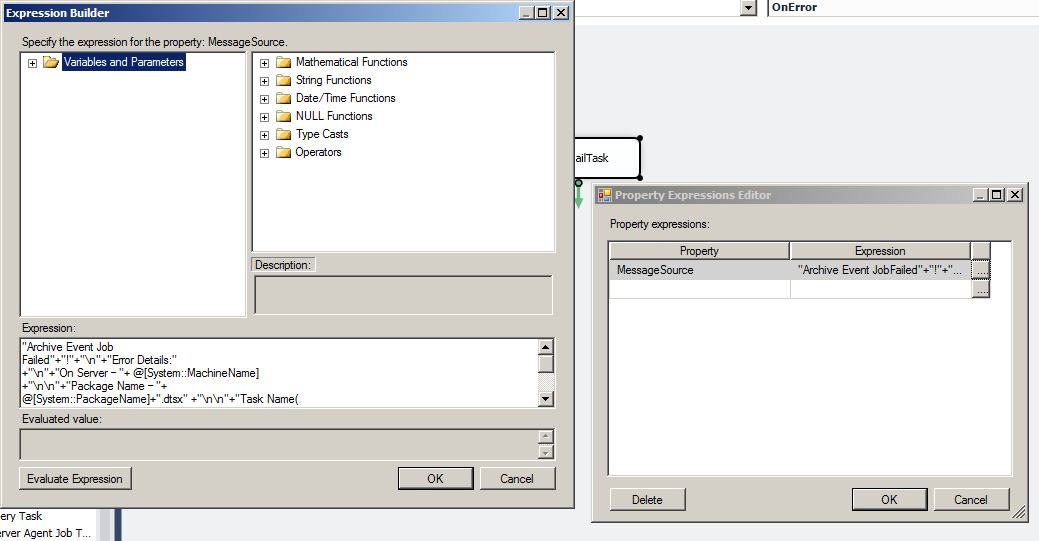 Expression Builder
OnError
Specify the expression for the property: MessageSource.
Variables and Parameters
Mathematical Functions
String Functions
Date/Time Functions
NULL Functions
Type Casts
Operators
ailTask
Description:
Expression:
"Archive Event Job
Failed"+"!"+"\n"+"Error Details:"
+"\n"+"On Server – "+ @[System::MachineName]
+"\n\n"+"Package Name – "+
@[System::PackageName]+".dtsx" +"\n\n"+"Task Name(
Evaluated value:
Evaluate Expression
OK
Cancel
Property Expressions Editor
Property expressions:
Property
Expression
MessageSource
"Archive Event JobFailed"+"!"+"...
...
...
Delete
OK
Cancel
ery Task
erver Agent Job T...